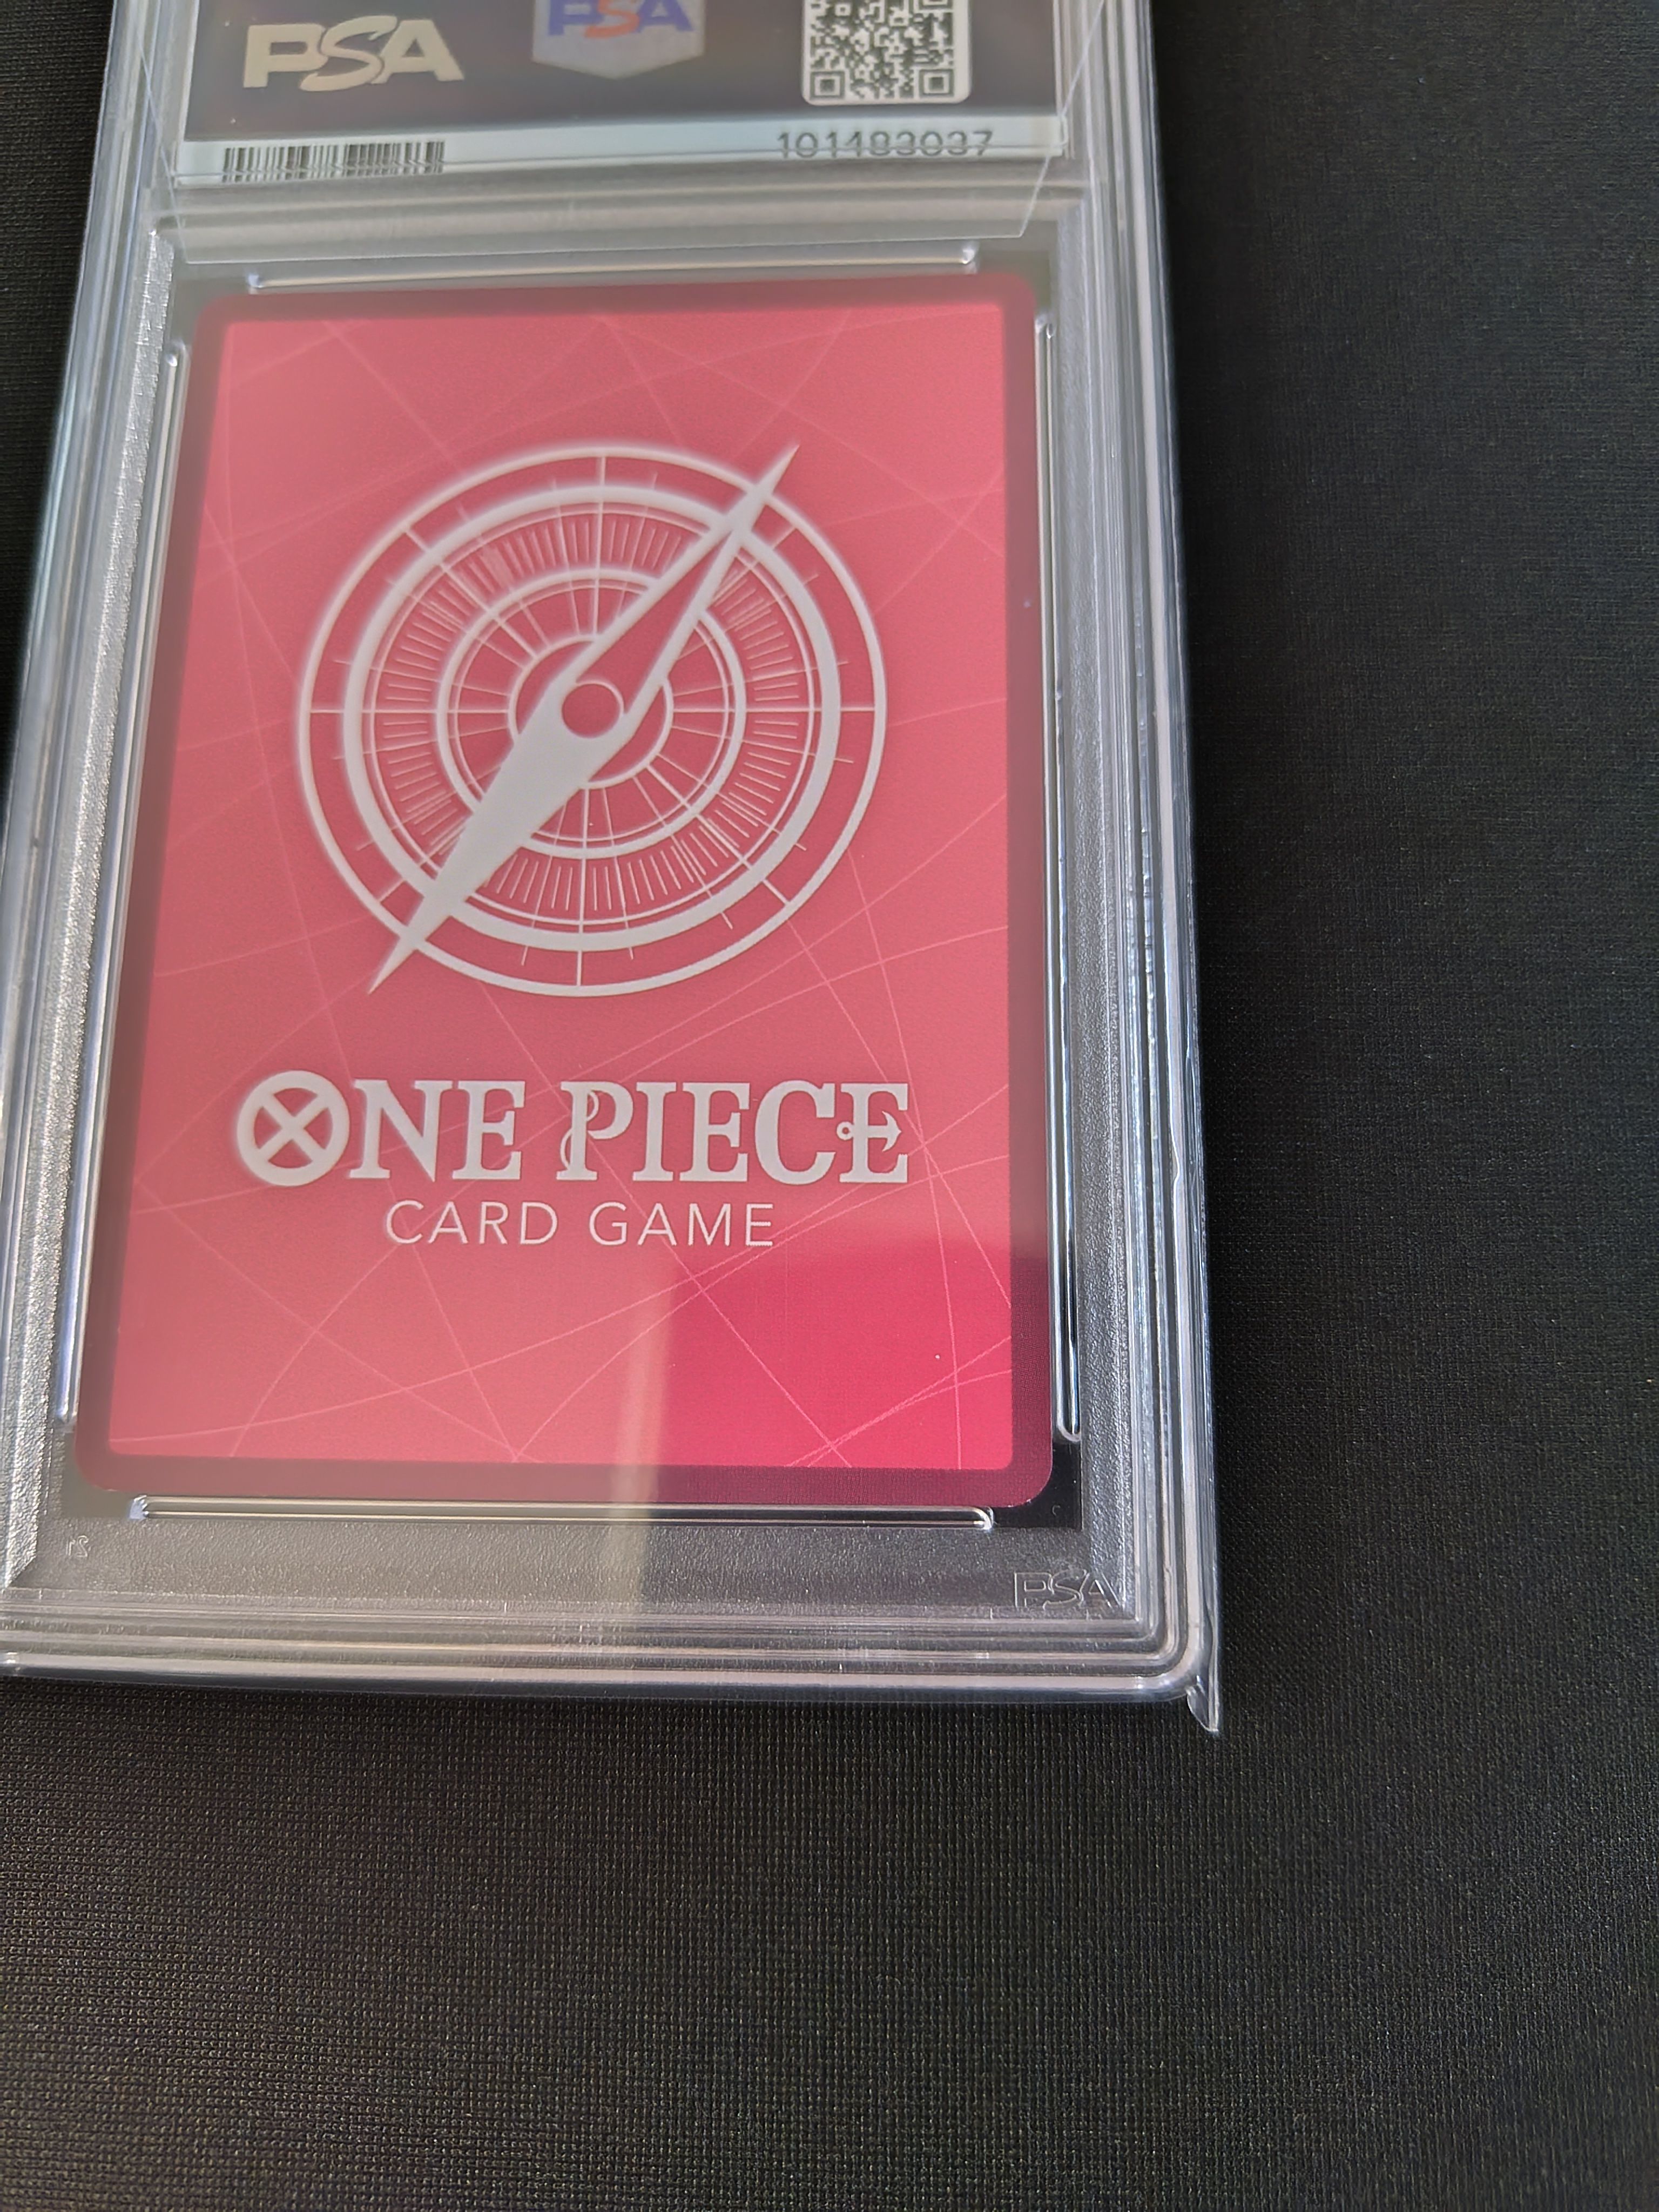 PSA
PSA
101483037
ONE PIECE
CARD GAME
PSA